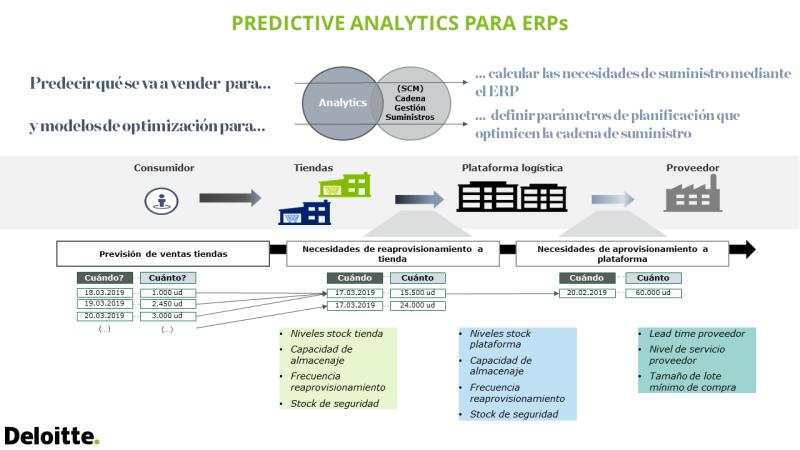 PREDICTIVE ANALYTICS PARA ERPs
Predecir qué se va a vender para...
y modelos de optimización para...
Analytics
(SCM)
Cadena
Gestión
Suministros
... calcular las necesidades de suministro mediante
el ERP
... definir parámetros de planificación que
optimicen la cadena de suministro
Consumidor
Tiendas
Plataforma logística
Proveedor
Previsión de ventas tiendas
Necesidades de reaprovisionamiento a
tienda
Necesidades de aprovisionamiento a
plataforma
Cuándo? Cuánto?
18.03.2019 1.000 ud
19.03.2019 2.450 ud
20.03.2019 3.000 ud
(...) (...)
Cuándo Cuánto
17.03.2019 15.500 ud
17.03.2019 24.000 ud
Cuándo Cuánto
20.02.2019 60.000 ud
• Niveles stock tienda
• Capacidad de
almacenaje
• Frecuencia
reaprovisionamiento
• Stock de seguridad
• Niveles stock
plataforma
• Capacidad de
almacenaje
• Frecuencia
reaprovisionamiento
• Stock de seguridad
• Lead time proveedor
• Nivel de servicio
proveedor
• Tamaño de lote
mínimo de compra
Deloitte.